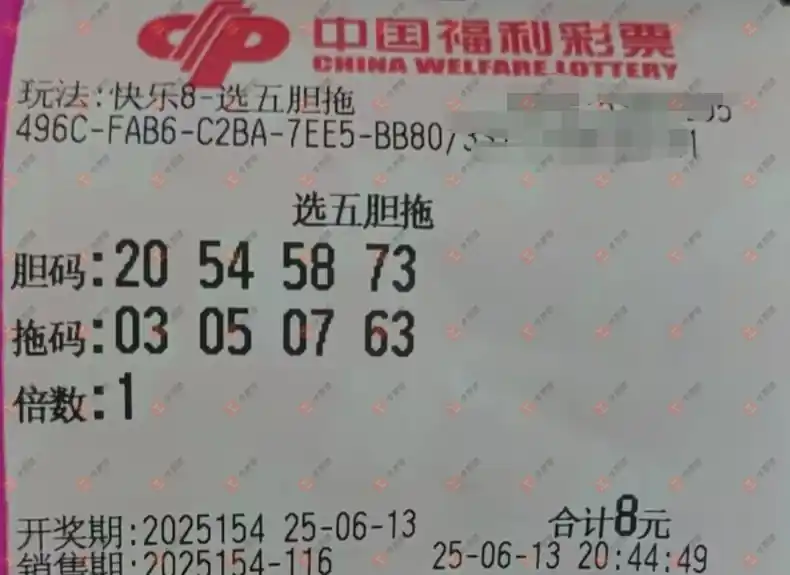 中国福利彩票
CHINA WELFARE LOTTERY
玩法:快乐8-选五胆拖
496C-FAB6-C2BA-7EE5-BB80/
选五胆拖
胆码:20 54 58 73
拖码:03 05 07 63
倍数:1
合计8元
开奖期:2025154 25-06-13
销售期:2025154-116 25-06-13 20:44:49